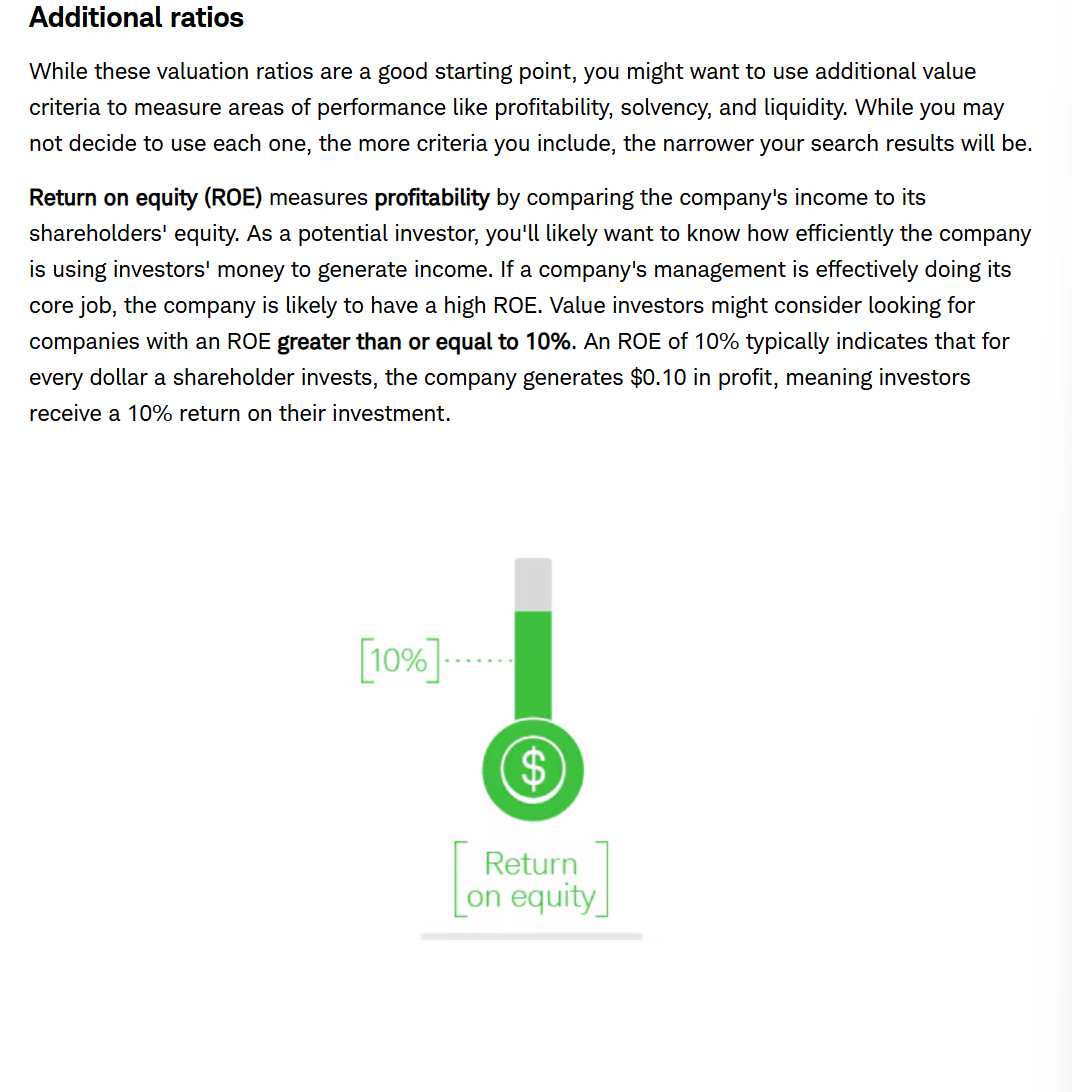 Additional ratios
While these valuation ratios are a good starting point, you might want to use additional value
criteria to measure areas of performance like profitability, solvency, and liquidity. While you may
not decide to use each one, the more criteria you include, the narrower your search results will be.
Return on equity (ROE) measures profitability by comparing the company's income to its
shareholders' equity. As a potential investor, you'll likely want to know how efficiently the company
is using investors' money to generate income. If a company's management is effectively doing its
core job, the company is likely to have a high ROE. Value investors might consider looking for
companies with an ROE greater than or equal to 10%. An ROE of 10% typically indicates that for
every dollar a shareholder invests, the company generates $0.10 in profit, meaning investors
receive a 10% return on their investment.
[10%]
$
Return
on equity